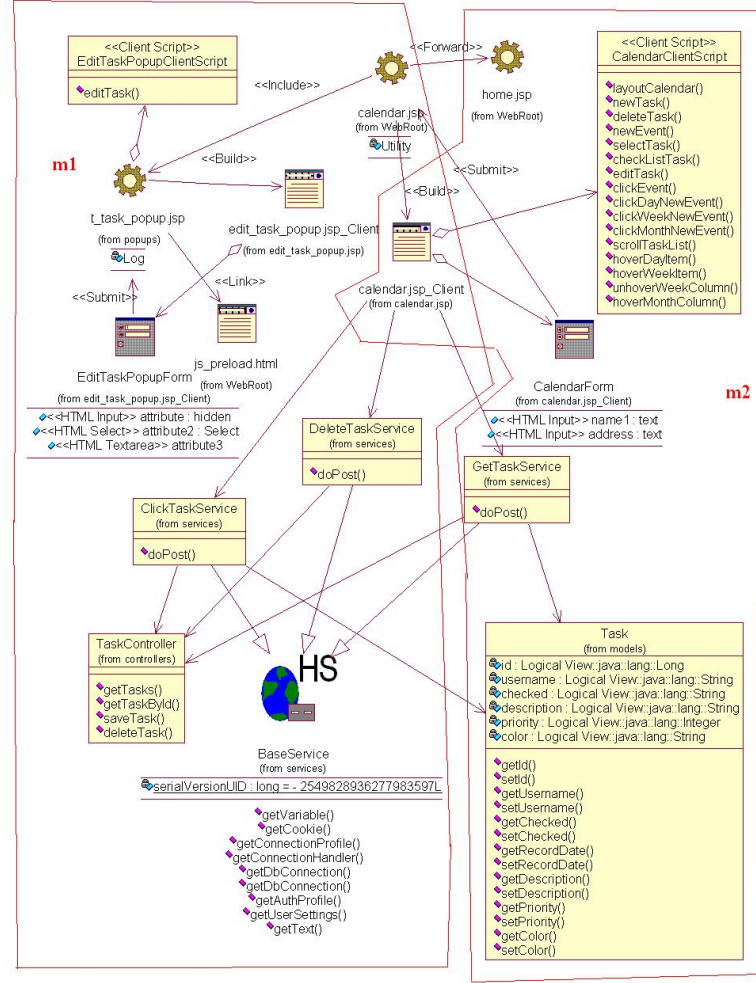 <<Client Script>>
EditTaskPopupClientScript
editTask()
<<Forward>>
<<Include>>
home.jsp
(from WebRoot)
calendar.jsp
(from WebRoot)
Utility
<<Client Script>>
CalendarClientScript
layoutCalendar()
newTask()
deleteTask()
newEvent()
selectTask()
checkListTask()
editTask()
clickEvent()
clickDayNewEvent()
clickWeekNewEvent()
clickMonthNewEvent()
scrollTaskList()
hoverDayItem()
hoverWeekItem()
unhoverWeekColumn()
hoverMonthColumn()
m1
<<Build>>
<<Submit>>
<<Build>>
t_task_popup.jsp
(from popups)
Log
edit_task_popup.jsp_Client
(from edit_task_popup.jsp)
<<Submit>>
<<Link>>
calendar.jsp_Client
(from calendar.jsp)
EditTaskPopupForm
(from edit_task_popup.jsp_Client)
<<HTML Input>> attribute : hidden
<<HTML Select>> attribute2 : Select
<<HTML Textarea>> attribute3
js_preload.html
(from WebRoot)
CalendarForm
(from calendar.jsp_Client)
<<HTML Input>> name1 : text
<<HTML Input>> address : text
m2
DeleteTaskService
(from services)
doPost()
GetTaskService
(from services)
doPost()
ClickTaskService
(from services)
doPost()
TaskController
(from controllers)
getTasks()
getTaskById()
saveTask()
deleteTask()
HS
BaseService
(from services)
serialVersionUID : long = - 2549828936277983597L
getVariable()
getCookie()
getConnectionProfile()
getConnectionHandler()
getDbConnection()
getDbConnection()
getAuthProfile()
getUserSettings()
getText()
Task
(from models)
id : Logical View::java::lang::Long
username : Logical View::java::lang::String
checked : Logical View::java::lang::String
description : Logical View::java::lang::String
priority : Logical View::java::lang::Integer
color : Logical View::java::lang::String
getId()
setId()
getUsername()
setUsername()
getChecked()
setChecked()
getRecordDate()
setRecordDate()
getDescription()
setDescription()
getPriority()
setPriority()
getColor()
setColor()